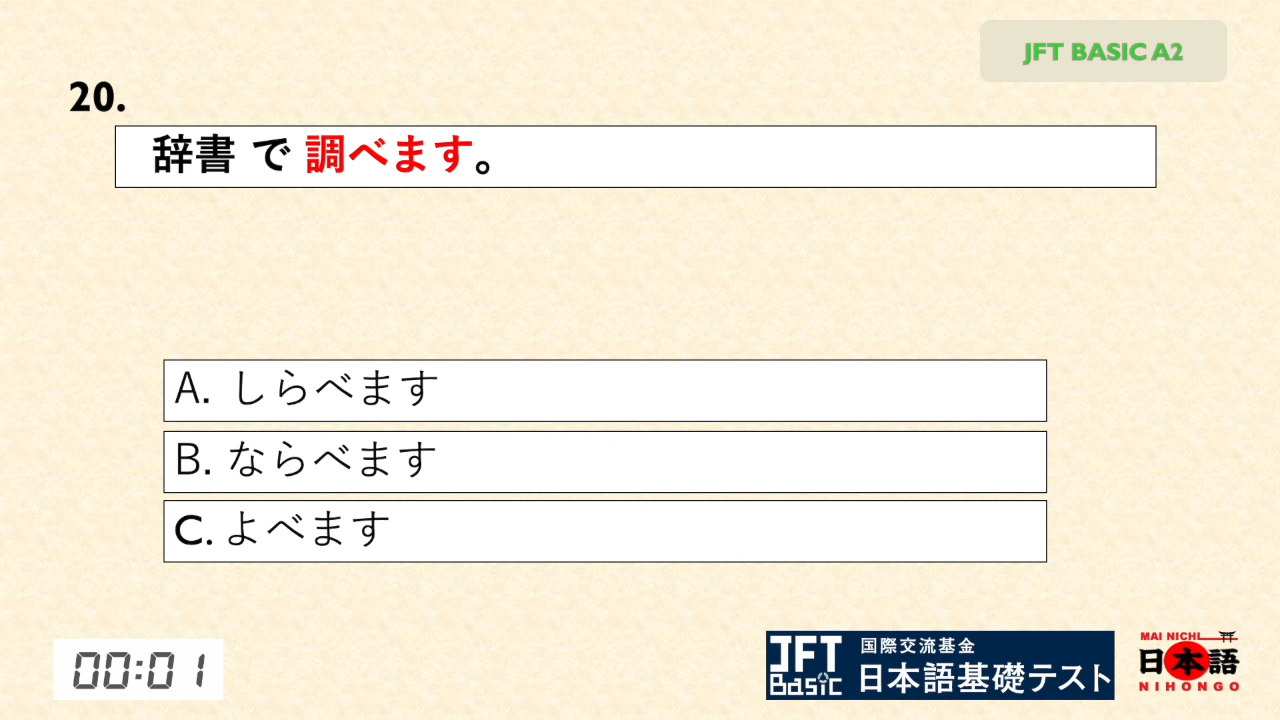 JFT BASIC A2
20.
辞書 で 調べます。
A. しらべます
B. ならべます
C. よべます
00:01
JFT Basic
国際交流基金
日本語基礎テスト
MAI NICHI
日本語
NIHONGO